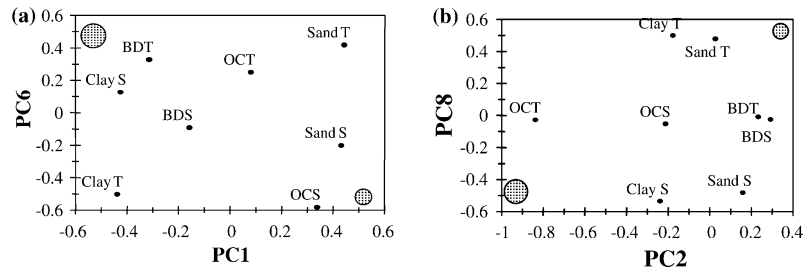 (a)
0.6
0.4
0.2
0
-0.2
-0.4
-0.6
PC6
BDT
Sand T
OCT
Clay S
BDS
Sand S
Clay T
OCS
-0.6
-0.4
-0.2
0
0.2
0.4
0.6
PC1
(b)
0.6
0.4
0.2
0
-0.2
-0.4
-0.6
PC8
Clay T
Sand T
OCT
OCS
BDT
BDS
Clay S
Sand S
-1
-0.8
-0.6
-0.4
-0.2
0
0.2
0.4
PC2